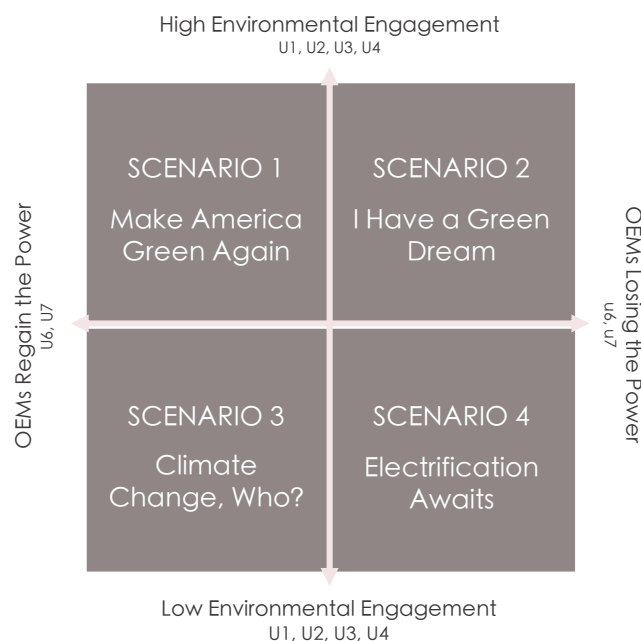 High Environmental Engagement
U1, U2, U3, U4
SCENARIO 1
Make America
Green Again
SCENARIO 2
I Have a Green
Dream
OEMs Regain the Power
U6, U7
OEMs Losing the Power
U6, U7
SCENARIO 3
Climate
Change, Who?
SCENARIO 4
Electrification
Awaits
Low Environmental Engagement
U1, U2, U3, U4